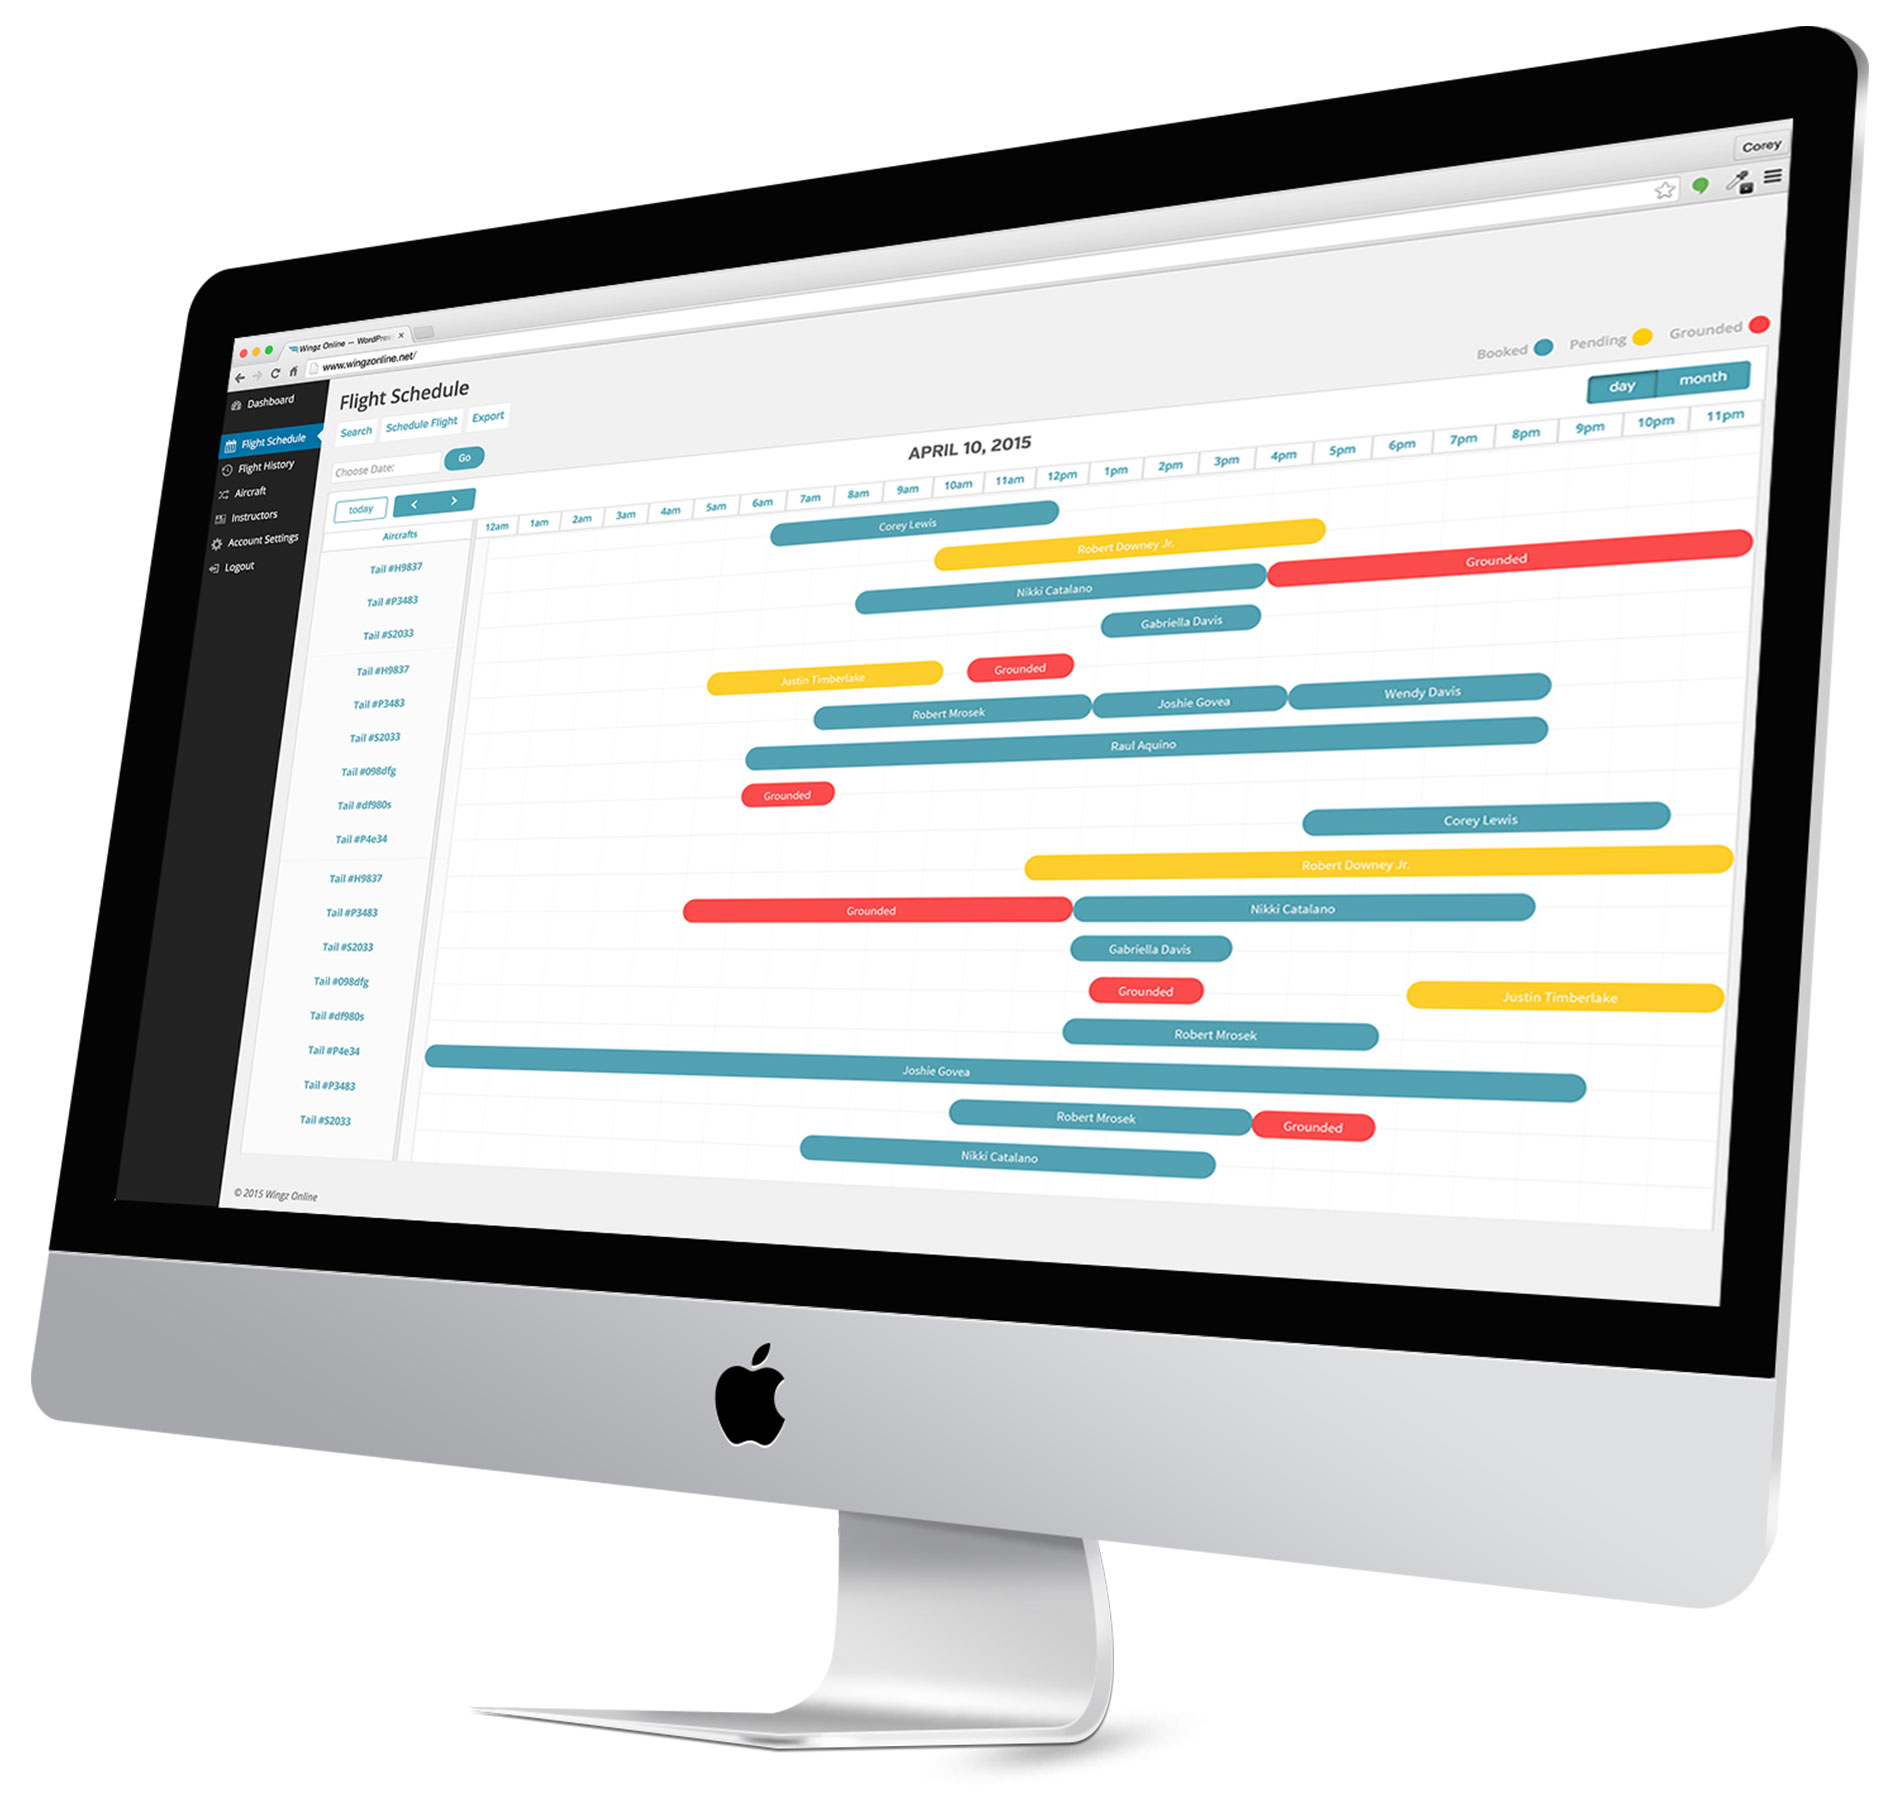 Corey
Wingz Online — WordPress
www.wingzonline.net/
Dashboard
Flight Schedule
Flight History
Aircraft
Instructors
Account Settings
Logout
Flight Schedule
Search Schedule Flight Export
Choose Date: Go
Booked Pending Grounded
day month
APRIL 10, 2015
today < >
12am 1am 2am 3am 4am 5am 6am 7am 8am 9am 10am 11am 12pm 1pm 2pm 3pm 4pm 5pm 6pm 7pm 8pm 9pm 10pm 11pm
Aircrafts
Tail #H9837
Tail #P3483
Tail #S2033
Tail #H9837
Tail #P3483
Tail #S2033
Tail #098dfg
Tail #df980s
Tail #P4e34
Tail #H9837
Tail #P3483
Tail #S2033
Tail #098dfg
Tail #df980s
Tail #P4e34
Tail #P3483
Tail #S2033
Corey Lewis
Robert Downey Jr.
Nikki Catalano Grounded
Gabriella Davis
Justin Timberlake Grounded
Robert Mrosek Joshie Govea Wendy Davis
Raul Aquino
Grounded
Corey Lewis
Robert Downey Jr.
Grounded Nikki Catalano
Gabriella Davis
Grounded Justin Timberlake
Robert Mrosek
Joshie Govea
Robert Mrosek Grounded
Nikki Catalano
© 2015 Wingz Online